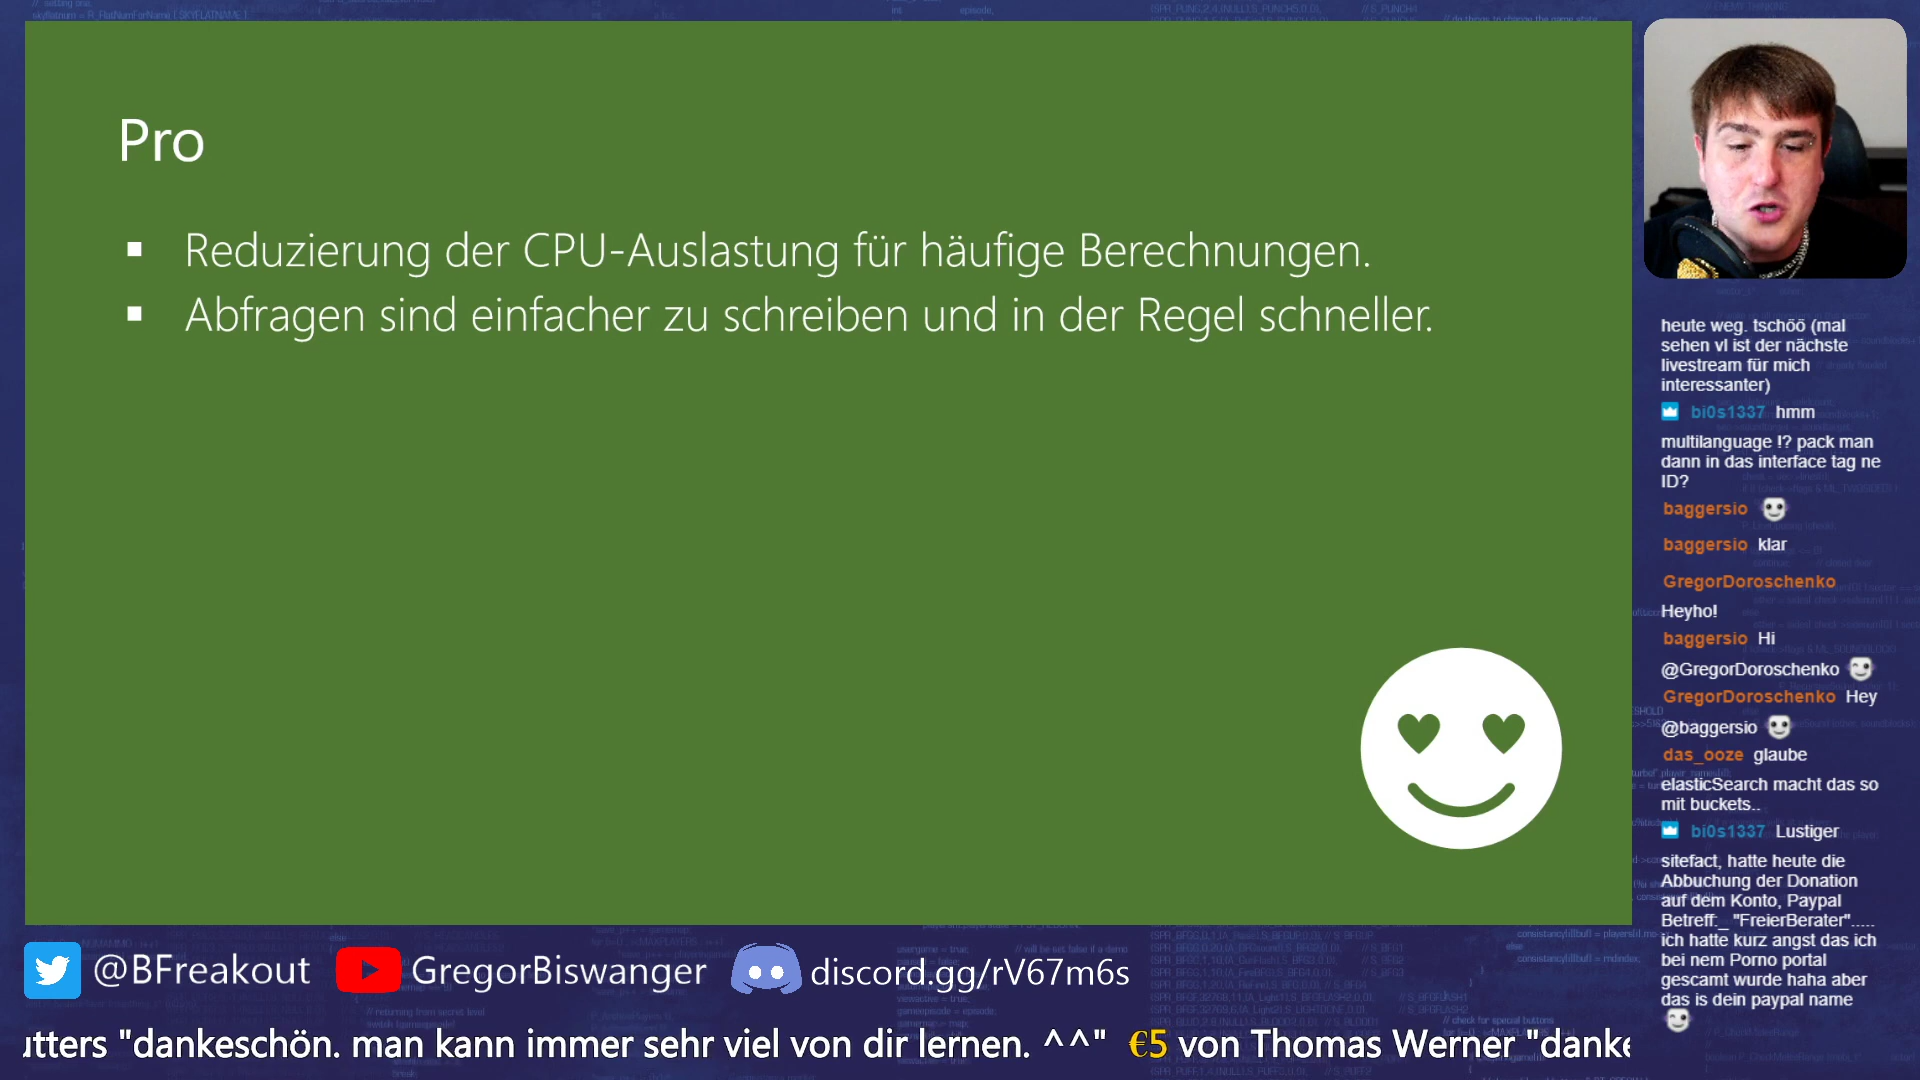 Pro
▪ Reduzierung der CPU-Auslastung für häufige Berechnungen.
▪ Abfragen sind einfacher zu schreiben und in der Regel schneller.
heute weg. tschöö (mal
sehen vl ist der nächste
livestream für mich
interessanter)
bi0s1337 hmm
multilanguage !? pack man
dann in das interface tag ne
ID?
baggersio
baggersio klar
GregorDoroschenko
Heyho!
baggersio Hi
@GregorDoroschenko
GregorDoroschenko Hey
@baggersio
das_ooze glaube
elasticSearch macht das so
mit buckets..
bi0s1337 Lustiger
sitefact, hatte heute die
Abbuchung der Donation
auf dem Konto, Paypal
Betreff:_ "FreierBerater".....
ich hatte kurz angst das ich
bei nem Porno portal
gescamt wurde haha aber
das is dein paypal name
@BFreakout GregorBiswanger discord.gg/rV67m6s
utters "dankeschön. man kann immer sehr viel von dir lernen. ^^" €5 von Thomas Werner "danke